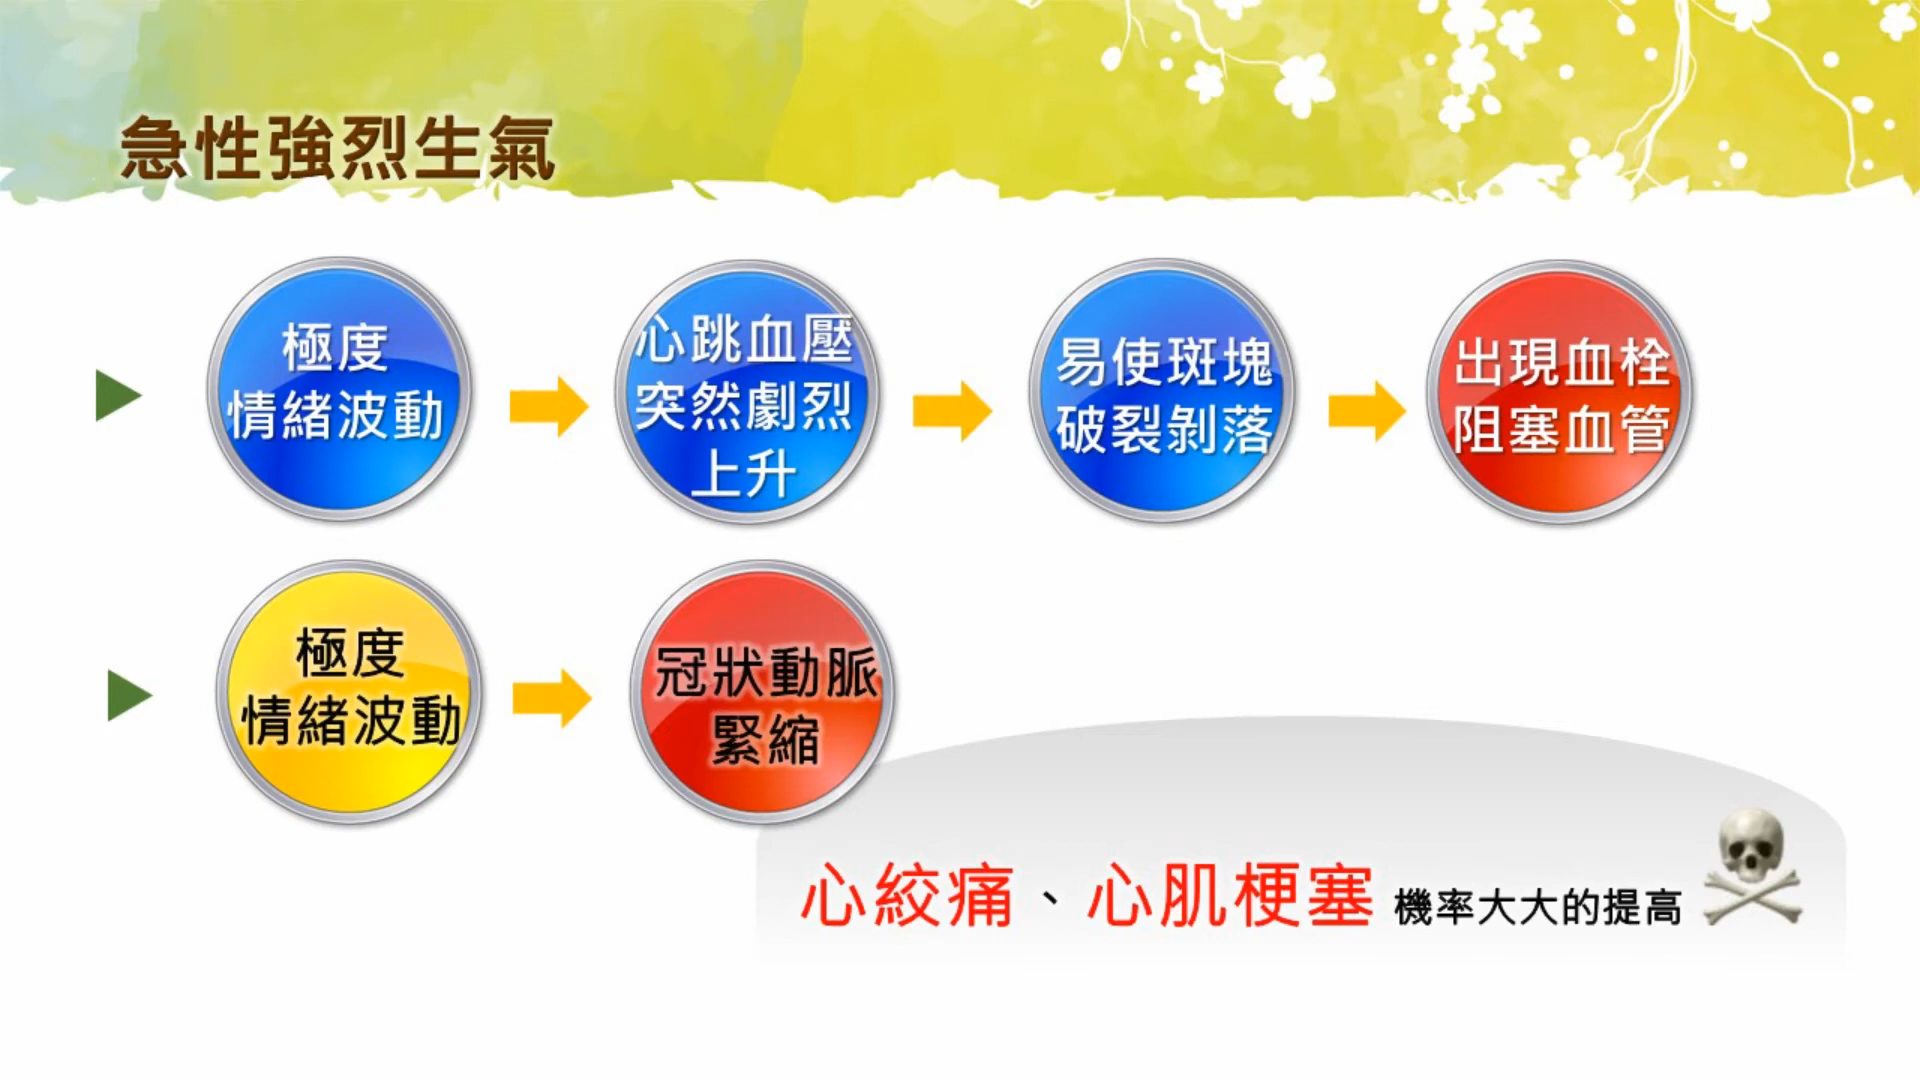 急性強烈生氣
極度
情緒波動
心跳血壓
突然劇烈
上升
易使斑塊
破裂剝落
出現血栓
阻塞血管
極度
情緒波動
冠狀動脈
緊縮
心絞痛、心肌梗塞 機率大大的提高